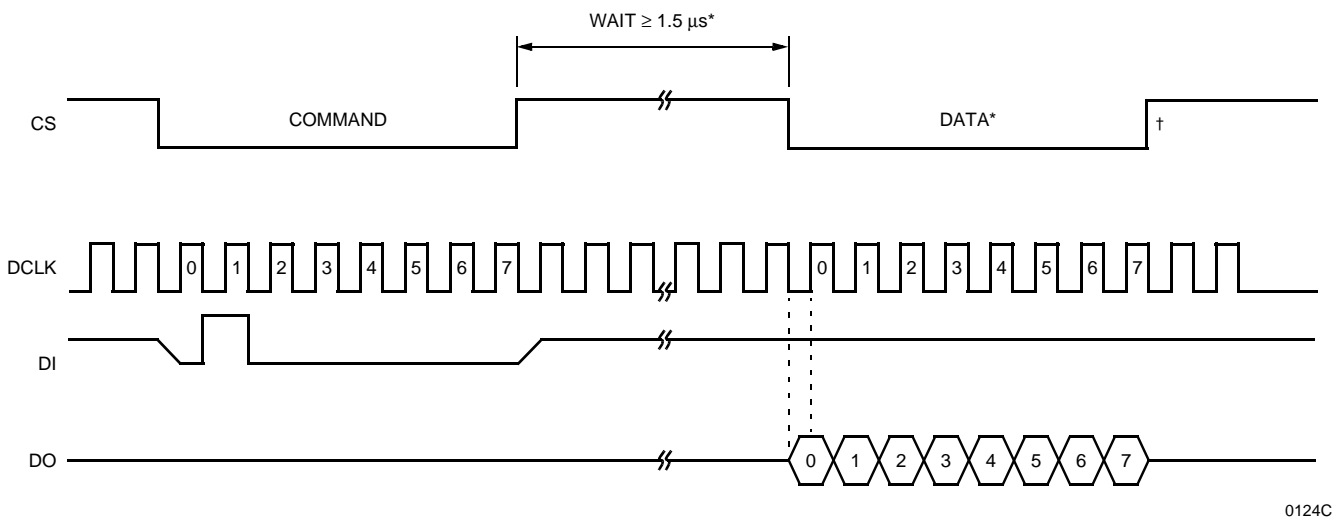 WAIT ≥ 1.5 µs*
CS
COMMAND
DATA*
†
DCLK
0 1 2 3 4 5 6 7
0 1 2 3 4 5 6 7
DI
DO
0 1 2 3 4 5 6 7
0124C